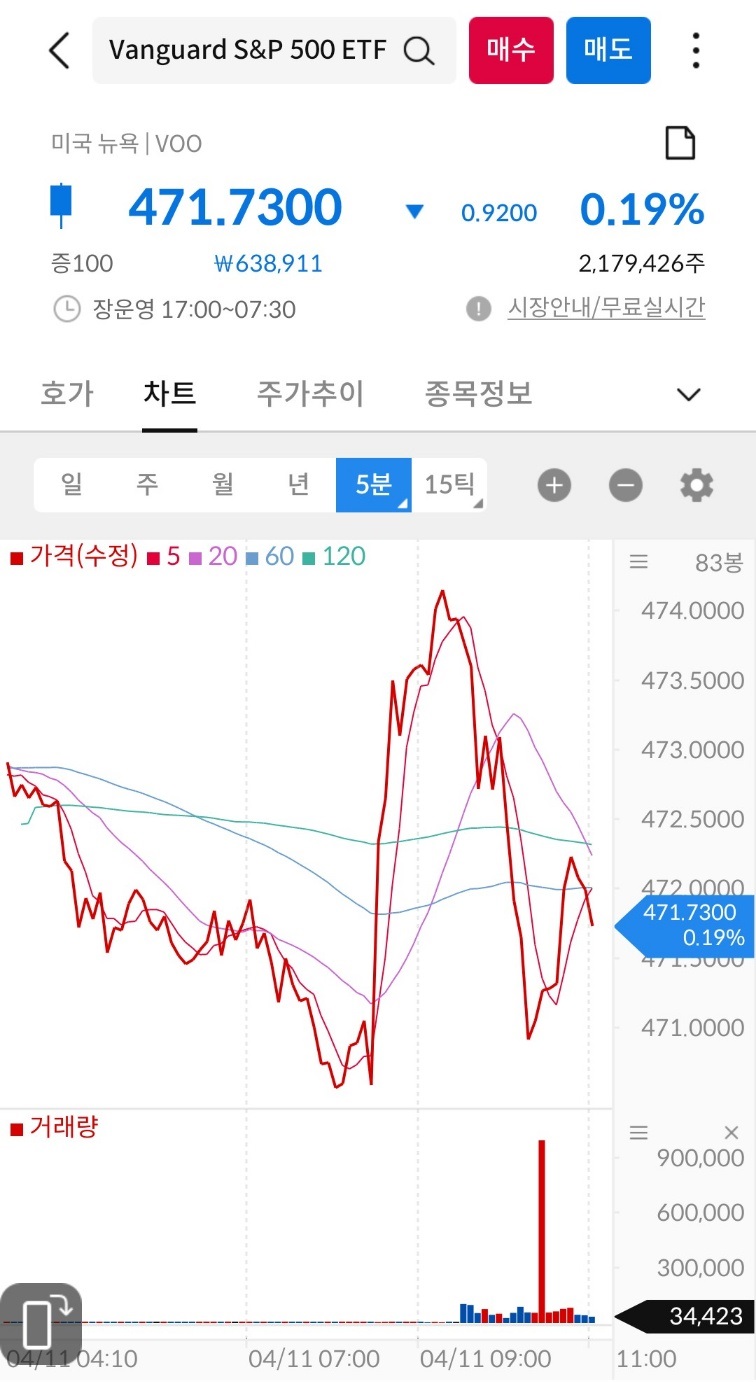 Vanguard S&P 500 ETF 매수 매도
미국 뉴욕 | VOO
471.7300 ▼ 0.9200 0.19%
증100 ₩638,911 2,179,426주
장운영 17:00~07:30 시장안내/무료실시간
호가 차트 주가추이 종목정보
일 주 월 년 5분 15틱
가격(수정) 5 20 60 120 83봉
474.0000
473.5000
473.0000
472.5000
472.0000
471.7300
0.19%
471.5000
471.0000
거래량
900,000
600,000
300,000
34,423
04/11 04:10 04/11 07:00 04/11 09:00 11:00